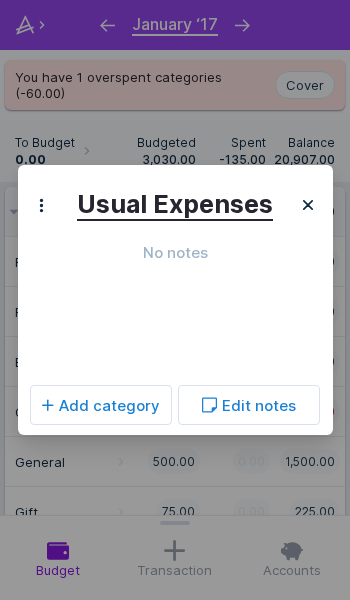 January ‘17
You have 1 overspent categories
(-60.00)
Cover
To Budget
0.00
Budgeted
3,030.00
Spent
-135.00
Balance
20,907.00
Usual Expenses
No notes
Add category
Edit notes
General 500.00 0.00 1,500.00
Gift 75.00 0.00 225.00
Budget
Transaction
Accounts